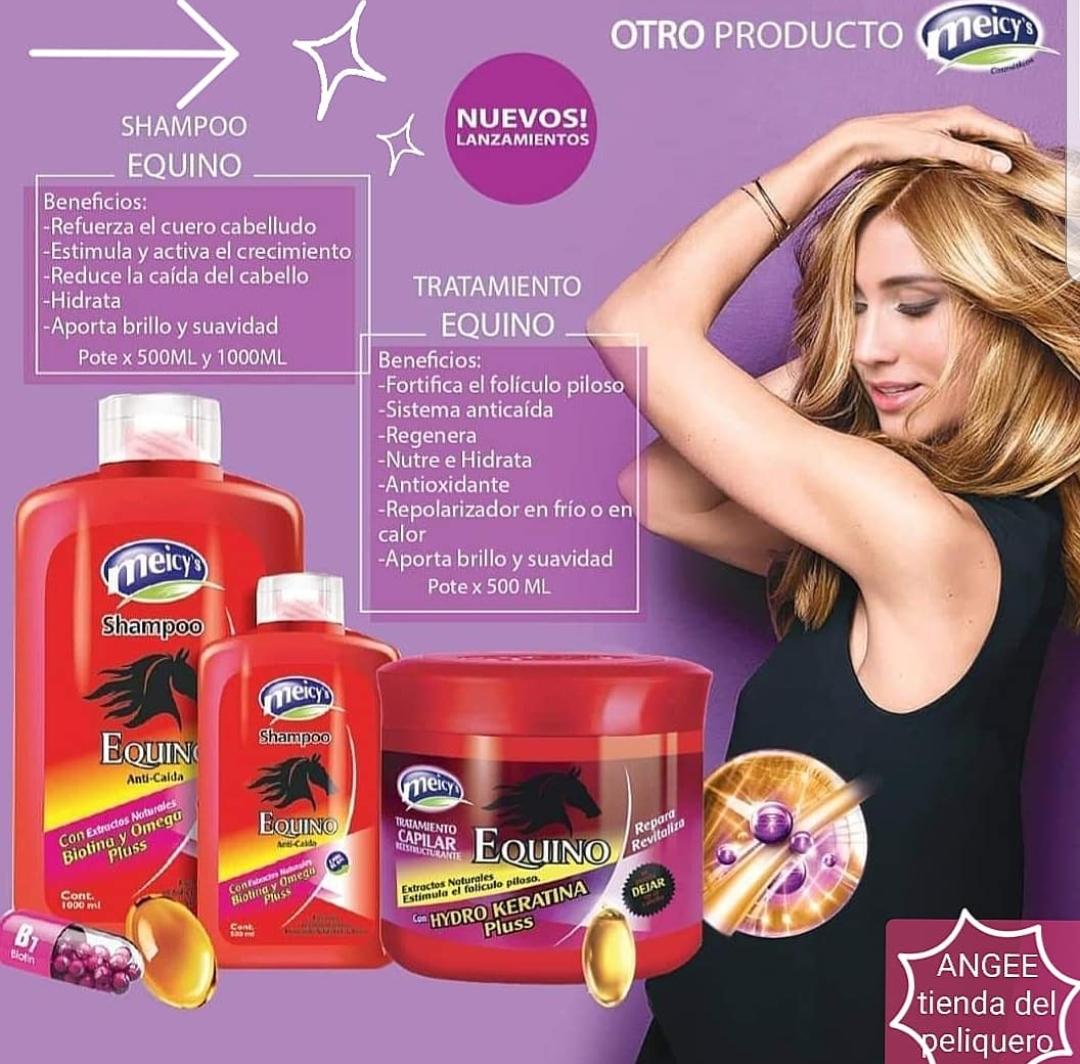 OTRO PRODUCTO
meicy's
Cosméticos
NUEVOS!
LANZAMIENTOS
SHAMPOO
EQUINO
Beneficios:
-Refuerza el cuero cabelludo
-Estimula y activa el crecimiento
-Reduce la caída del cabello
-Hidrata
-Aporta brillo y suavidad
Pote x 500ML y 1000ML
TRATAMIENTO
EQUINO
Beneficios:
-Fortifica el folículo piloso
-Sistema anticaída
-Regenera
-Nutre e Hidrata
-Antioxidante
-Repolarizador en frío o en
calor
-Aporta brillo y suavidad
Pote x 500 ML
meicy's
Shampoo
EQUINO
Anti-Caida
Con Extractos Naturales
Biotina y Omega
Pluss
Cont.
1000 ml
meicy's
Shampoo
EQUINO
Anti-Caida
Con Extractos Naturales
Biotina y Omega
Pluss
Cont.
500 ml
meicy's
TRATAMIENTO
CAPILAR
REESTRUCTURANTE
EQUINO
Repara
Revitaliza
Extractos Naturales
Estimula el folículo piloso.
Con HYDRO KERATINA
Pluss
DEJAR
B7
Biotin
ANGEE
tienda del
peliquero